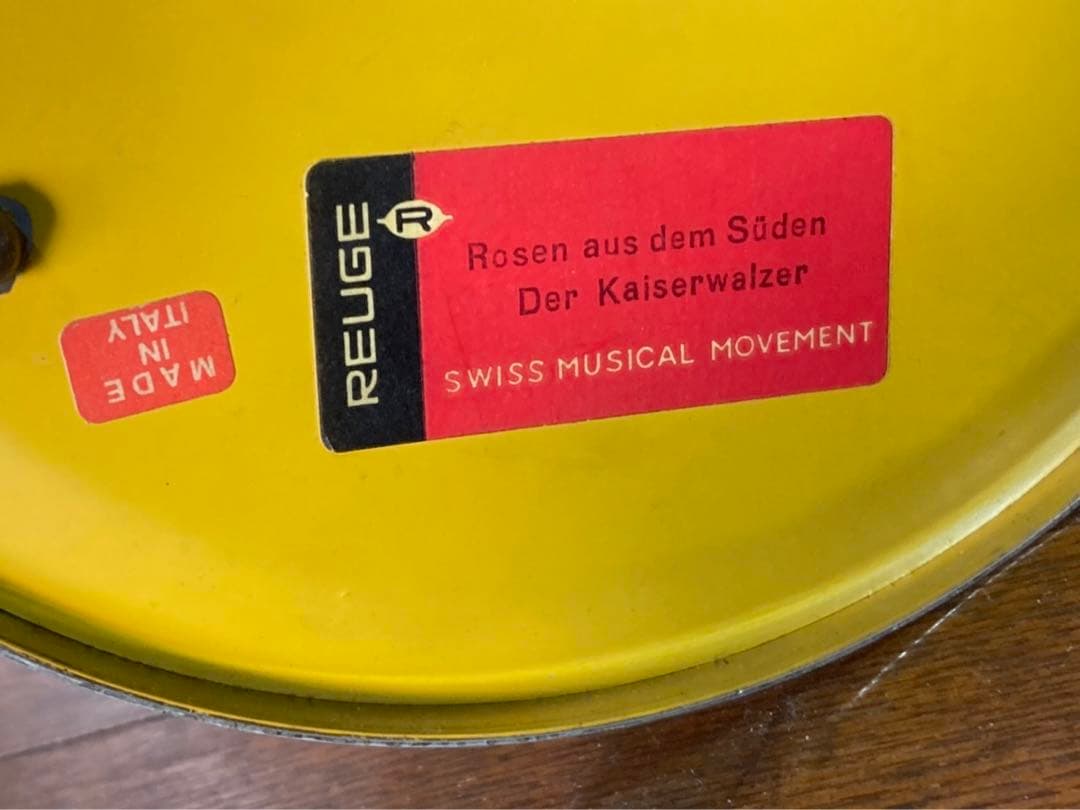 REUGE
R
Rosen aus dem Süden
Der Kaiserwalzer
SWISS MUSICAL MOVEMENT
MADE
IN
ITALY